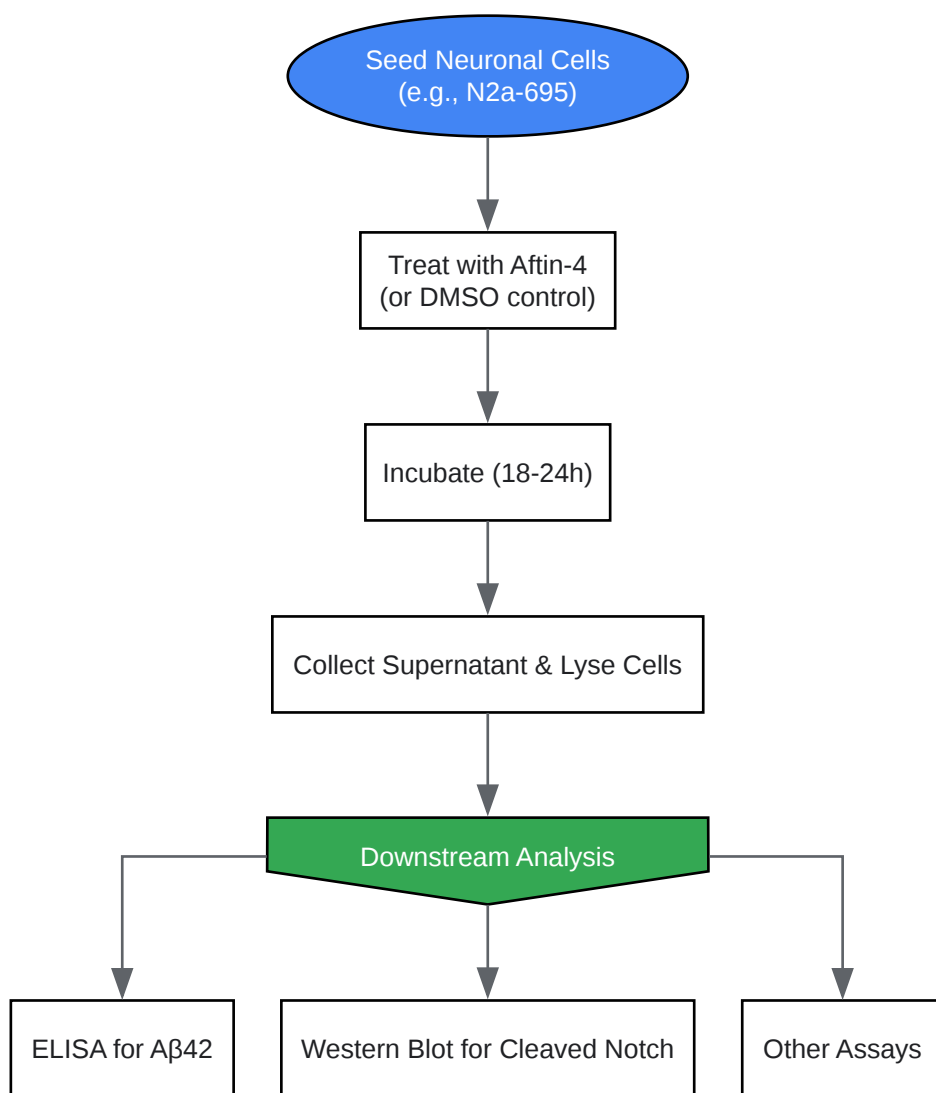 Seed Neuronal Cells
(e.g., N2a-695)
Treat with Aftin-4
(or DMSO control)
Incubate (18-24h)
Collect Supernatant & Lyse Cells
Downstream Analysis
ELISA for Aβ42
Western Blot for Cleaved Notch
Other Assays